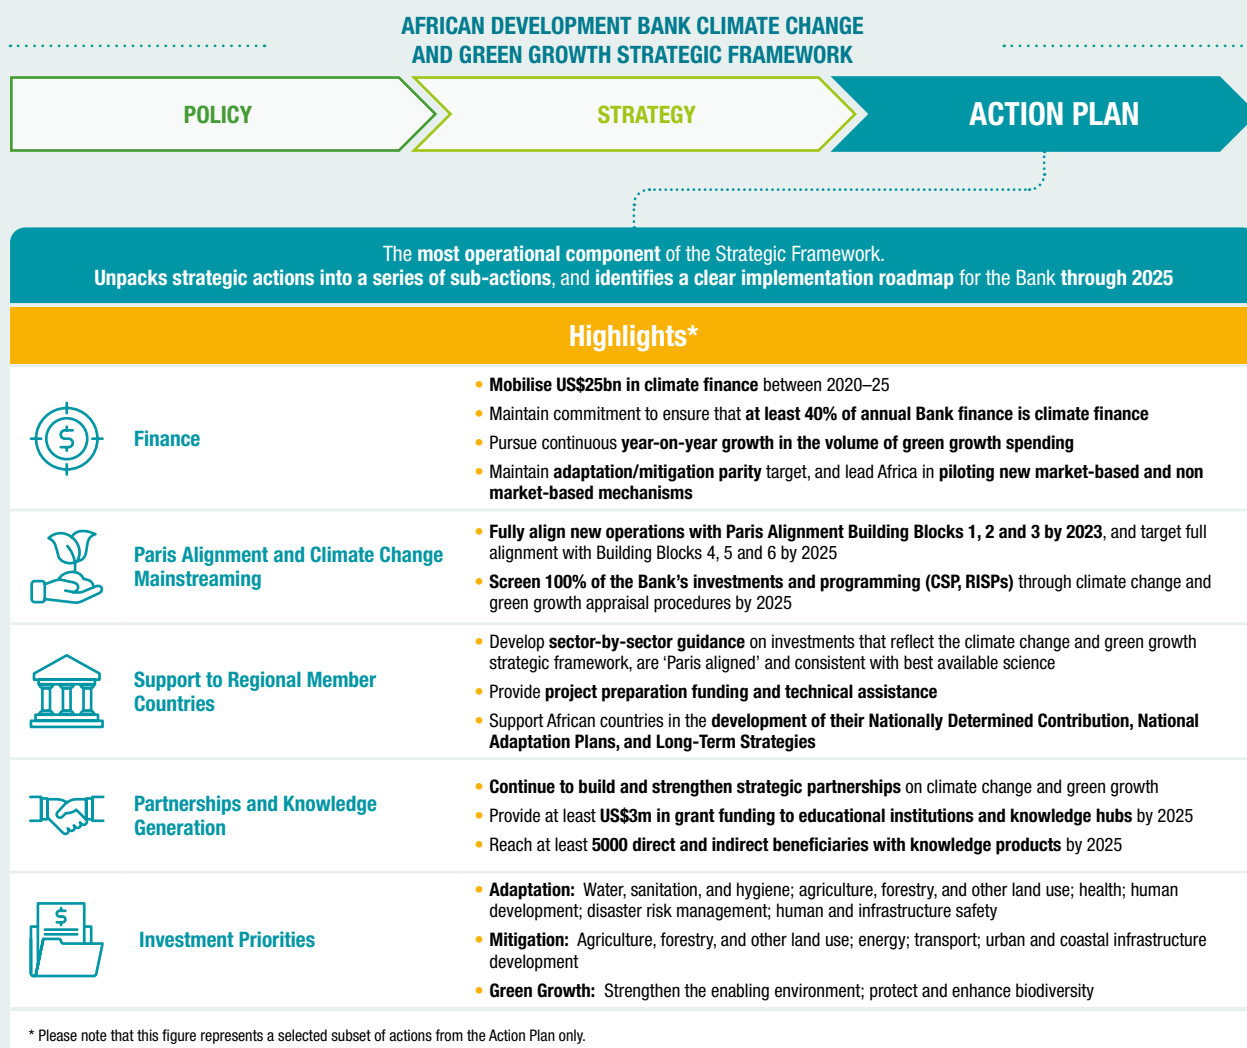 AFRICAN DEVELOPMENT BANK CLIMATE CHANGE
AND GREEN GROWTH STRATEGIC FRAMEWORK
POLICY
STRATEGY
ACTION PLAN
The most operational component of the Strategic Framework.
Unpacks strategic actions into a series of sub-actions, and identifies a clear implementation roadmap for the Bank through 2025
Highlights*
$
Finance
• Mobilise US$25bn in climate finance between 2020–25
• Maintain commitment to ensure that at least 40% of annual Bank finance is climate finance
• Pursue continuous year-on-year growth in the volume of green growth spending
• Maintain adaptation/mitigation parity target, and lead Africa in piloting new market-based and non
market-based mechanisms
Paris Alignment and Climate Change
Mainstreaming
• Fully align new operations with Paris Alignment Building Blocks 1, 2 and 3 by 2023, and target full
alignment with Building Blocks 4, 5 and 6 by 2025
• Screen 100% of the Bank's investments and programming (CSP, RISPs) through climate change and
green growth appraisal procedures by 2025
Support to Regional Member
Countries
• Develop sector-by-sector guidance on investments that reflect the climate change and green growth
strategic framework, are 'Paris aligned' and consistent with best available science
• Provide project preparation funding and technical assistance
• Support African countries in the development of their Nationally Determined Contribution, National
Adaptation Plans, and Long-Term Strategies
Partnerships and Knowledge
Generation
• Continue to build and strengthen strategic partnerships on climate change and green growth
• Provide at least US$3m in grant funding to educational institutions and knowledge hubs by 2025
• Reach at least 5000 direct and indirect beneficiaries with knowledge products by 2025
$
Investment Priorities
• Adaptation: Water, sanitation, and hygiene; agriculture, forestry, and other land use; health; human
development; disaster risk management; human and infrastructure safety
• Mitigation: Agriculture, forestry, and other land use; energy; transport; urban and coastal infrastructure
development
• Green Growth: Strengthen the enabling environment; protect and enhance biodiversity
* Please note that this figure represents a selected subset of actions from the Action Plan only.